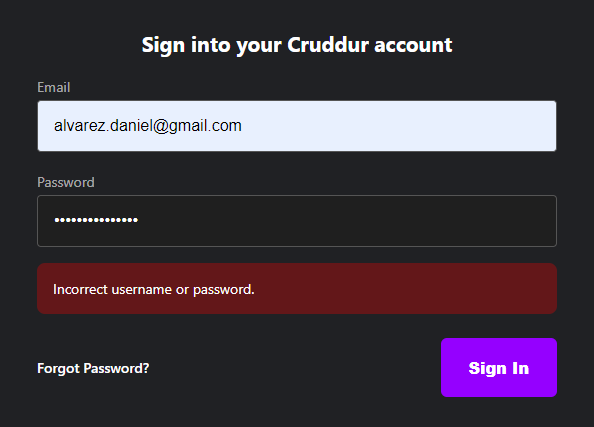 Sign into your Cruddur account
Email
alvarez.daniel@gmail.com
Password
•••••••••••••••
Incorrect username or password.
Forgot Password?
Sign In